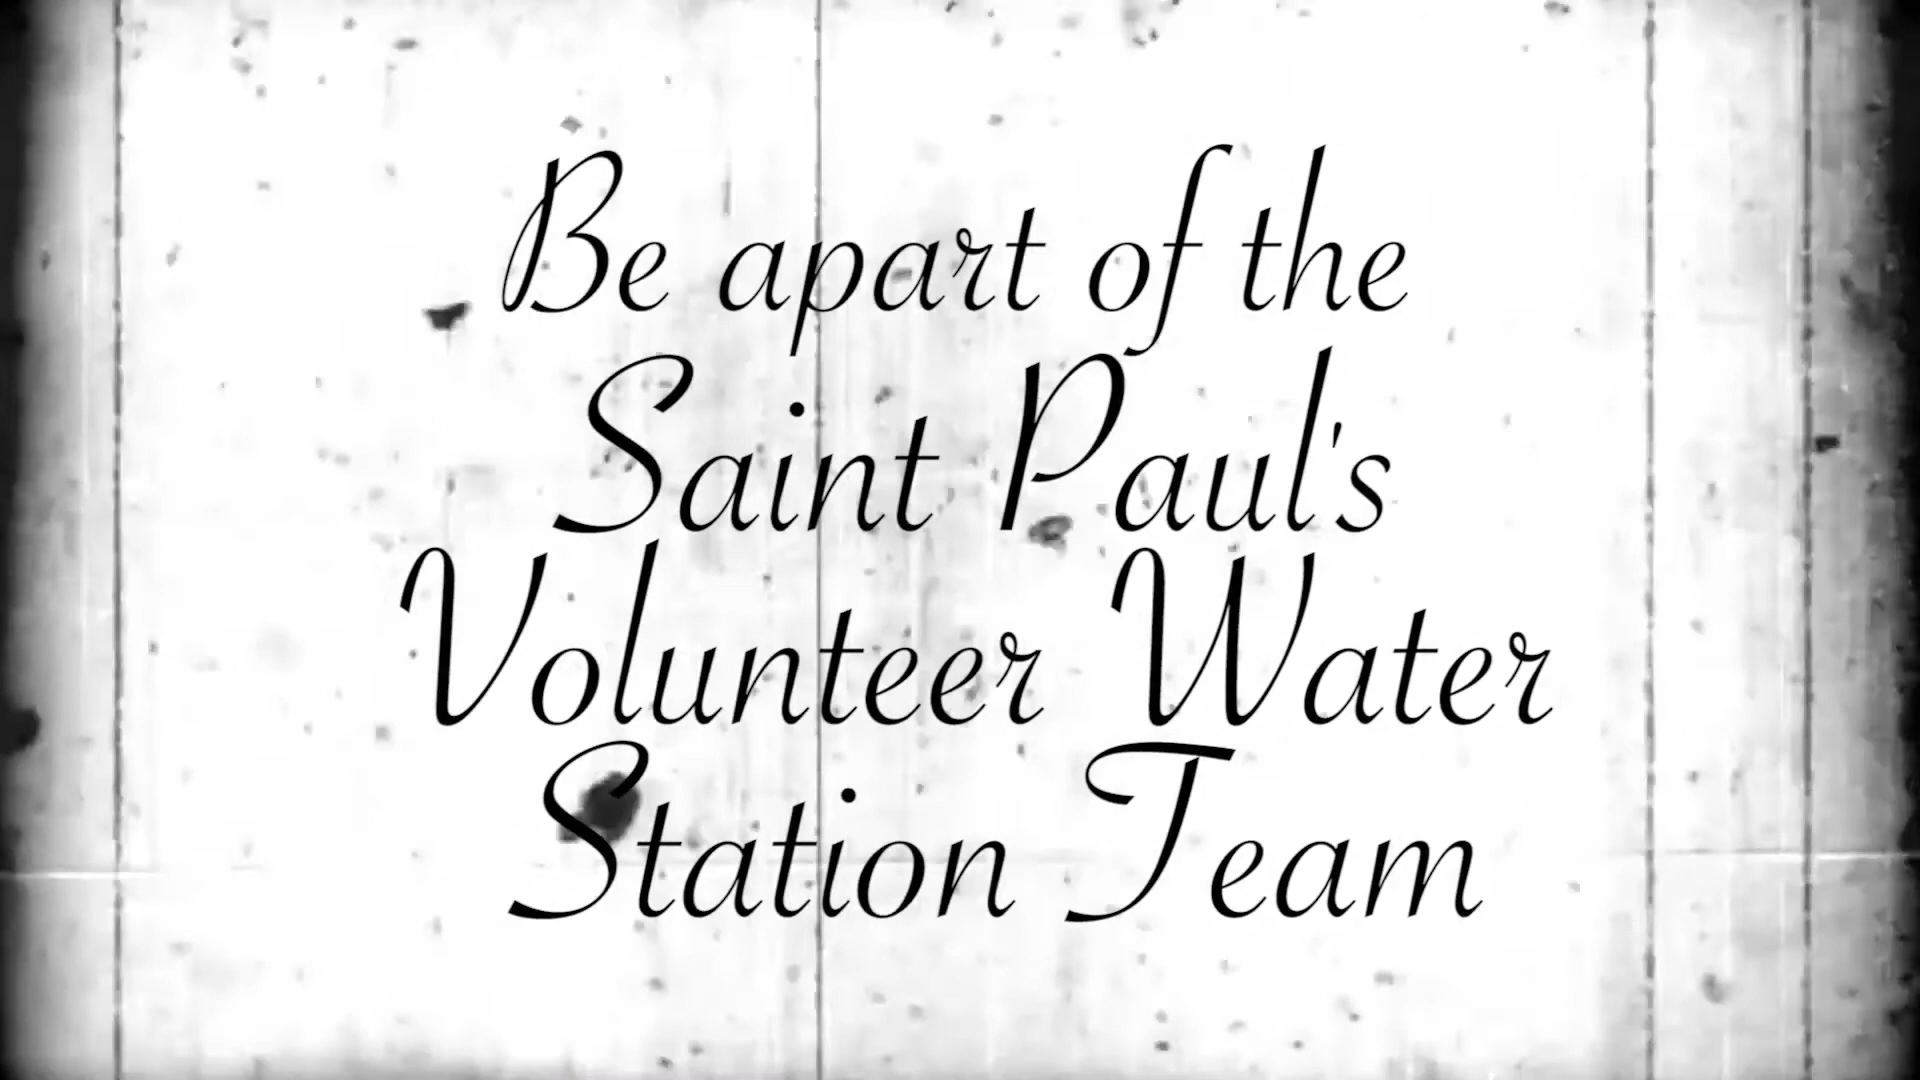 Be apart of the
Saint Paul's
Volunteer Water
Station Team